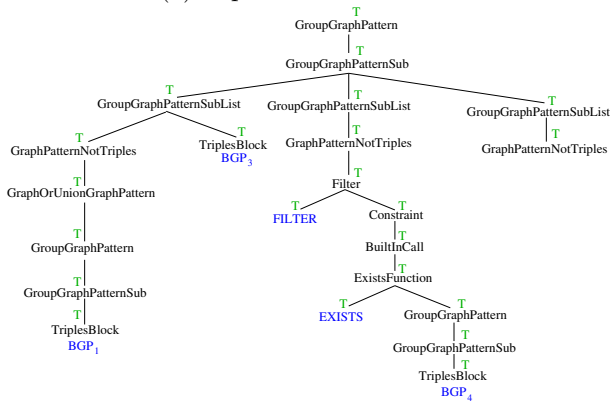 T
GroupGraphPattern
T
GroupGraphPatternSub
T T T
GroupGraphPatternSubList GroupGraphPatternSubList GroupGraphPatternSubList
T T T T
GraphPatternNotTriples TriplesBlock GraphPatternNotTriples GraphPatternNotTriples
BGP3
T T
GraphOrUnionGraphPattern Filter
T T
FILTER Constraint
T T
GroupGraphPattern BuiltInCall
T T
GroupGraphPatternSub ExistsFunction
T T T
TriplesBlock EXISTS GroupGraphPattern
BGP1
T
GroupGraphPatternSub
T
TriplesBlock
BGP4